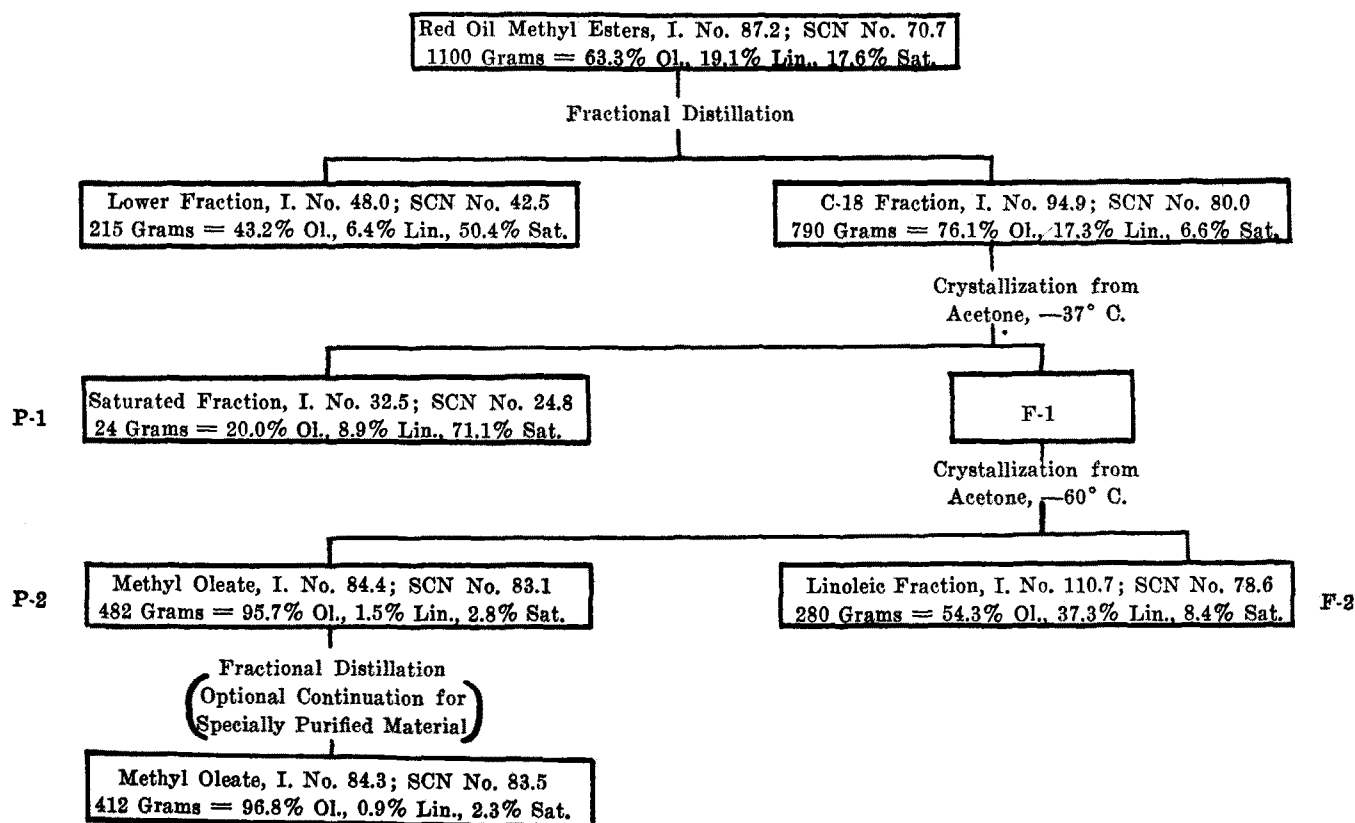 Red Oil Methyl Esters, I. No. 87.2; SCN No. 70.7
1100 Grams = 63.3% Ol., 19.1% Lin., 17.6% Sat.
Fractional Distillation
Lower Fraction, I. No. 48.0; SCN No. 42.5
215 Grams = 43.2% Ol., 6.4% Lin., 50.4% Sat.
C-18 Fraction, I. No. 94.9; SCN No. 80.0
790 Grams = 76.1% Ol., 17.3% Lin., 6.6% Sat.
Crystallization from
Acetone, —37° C.
P-1
Saturated Fraction, I. No. 32.5; SCN No. 24.8
24 Grams = 20.0% Ol., 8.9% Lin., 71.1% Sat.
F-1
Crystallization from
Acetone, —60° C.
P-2
Methyl Oleate, I. No. 84.4; SCN No. 83.1
482 Grams = 95.7% Ol., 1.5% Lin., 2.8% Sat.
Linoleic Fraction, I. No. 110.7; SCN No. 78.6
280 Grams = 54.3% Ol., 37.3% Lin., 8.4% Sat.
F-2
Fractional Distillation
(Optional Continuation for
Specially Purified Material)
Methyl Oleate, I. No. 84.3; SCN No. 83.5
412 Grams = 96.8% Ol., 0.9% Lin., 2.3% Sat.